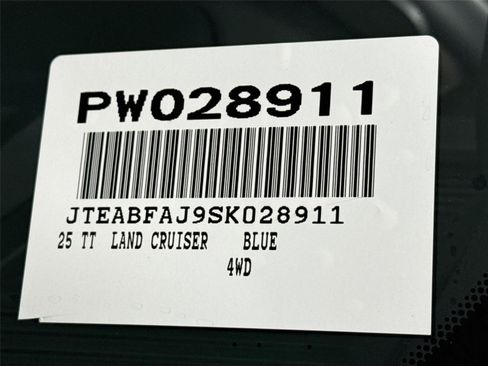 PW028911
JTEABFAJ9SK028911
25 TT LAND CRUISER BLUE
4WD